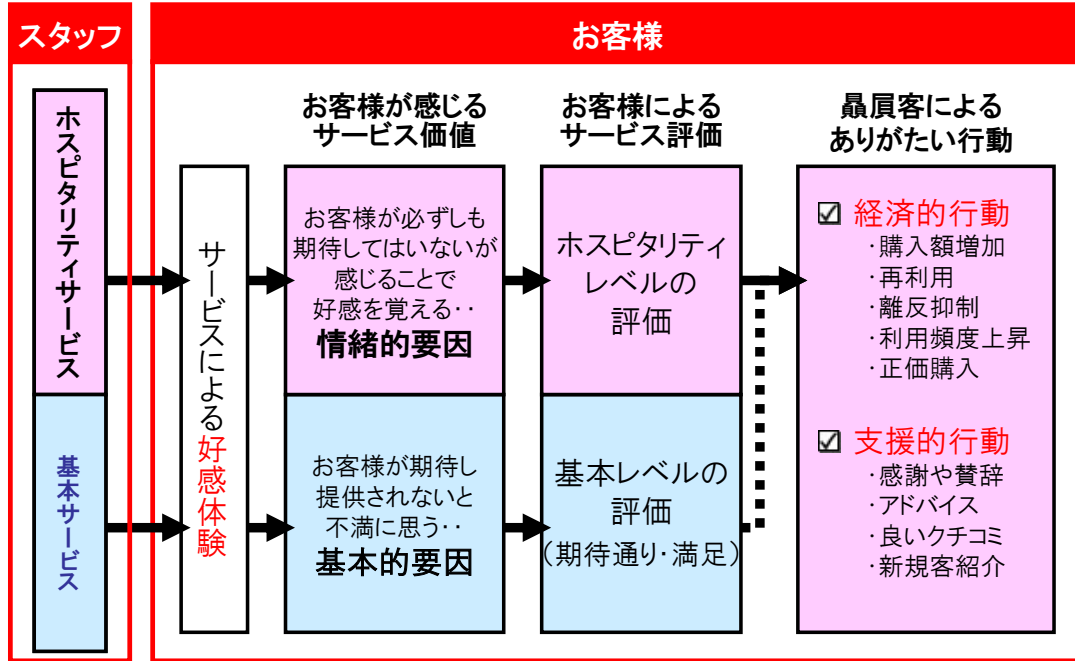 スタッフ
お客様
ホスピタリティサービス
基本サービス
サービスによる好感体験
お客様が感じる
サービス価値
お客様が必ずしも
期待してはいないが
感じることで
好感を覚える‥
情緒的要因
お客様が期待し
提供されないと
不満に思う‥
基本的要因
お客様による
サービス評価
ホスピタリティ
レベルの
評価
基本レベルの
評価
(期待通り・満足)
贔屓客による
ありがたい行動
経済的行動
・購入額増加
・再利用
・離反抑制
・利用頻度上昇
・正価購入
支援的行動
・感謝や賛辞
・アドバイス
・良いクチコミ
・新規客紹介